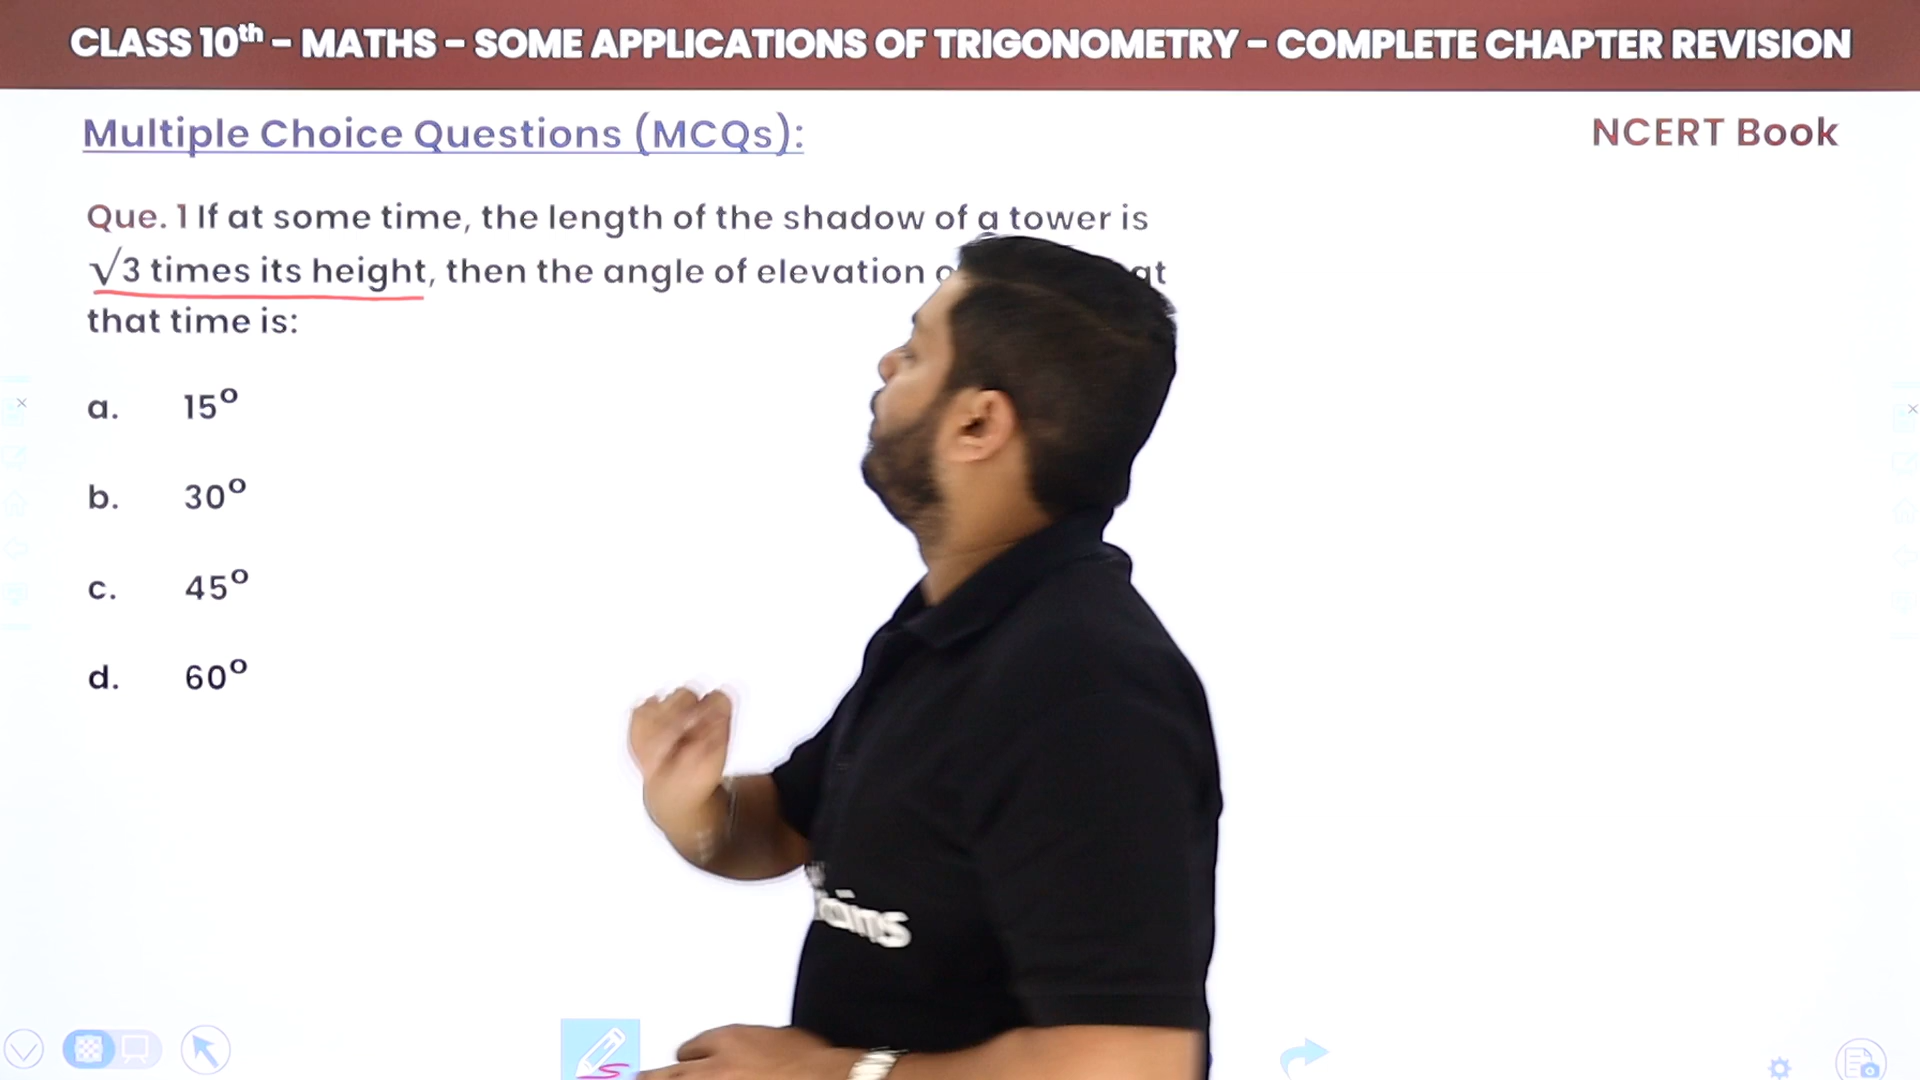 CLASS 10th - MATHS - SOME APPLICATIONS OF TRIGONOMETRY - COMPLETE CHAPTER REVISION
Multiple Choice Questions (MCQs):
NCERT Book
Que. 1 If at some time, the length of the shadow of a tower is
√3 times its height, then the angle of elevation
that time is:
a. 15°
b. 30°
c. 45°
d. 60°